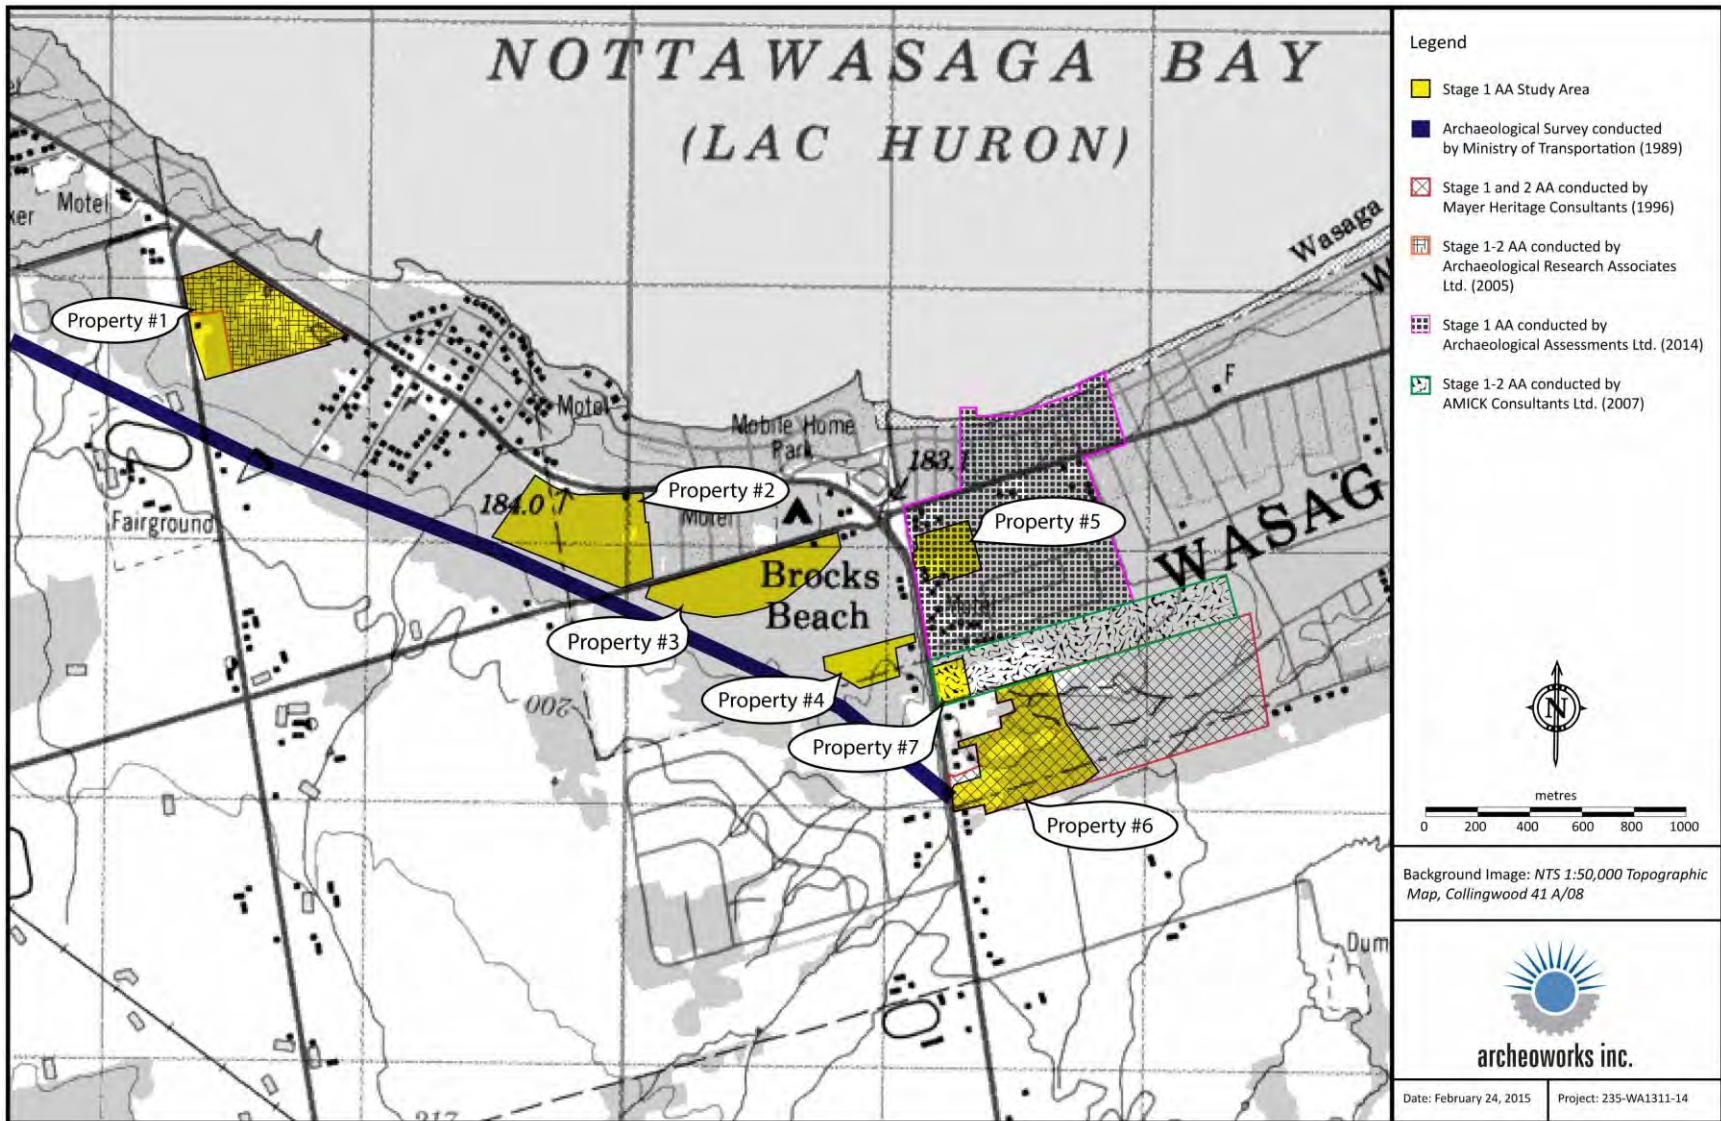 NOTTAWASAGA BAY
(LAC HURON)
Wasaga
Motel
Property #1
F
Motel
Mobile Home
Park
183.1
Property #2
184.0
Motel
Property #5
WASAG
Fairground
Brocks
Beach
Motel
Property #3
Property #4
200
Property #7
Property #6
Dum
217
Legend
Stage 1 AA Study Area
Archaeological Survey conducted
by Ministry of Transportation (1989)
Stage 1 and 2 AA conducted by
Mayer Heritage Consultants (1996)
Stage 1-2 AA conducted by
Archaeological Research Associates
Ltd. (2005)
Stage 1 AA conducted by
Archaeological Assessments Ltd. (2014)
Stage 1-2 AA conducted by
AMICK Consultants Ltd. (2007)
N
metres
0 200 400 600 800 1000
Background Image: NTS 1:50,000 Topographic
Map, Collingwood 41 A/08
archeoworks inc.
Date: February 24, 2015
Project: 235-WA1311-14